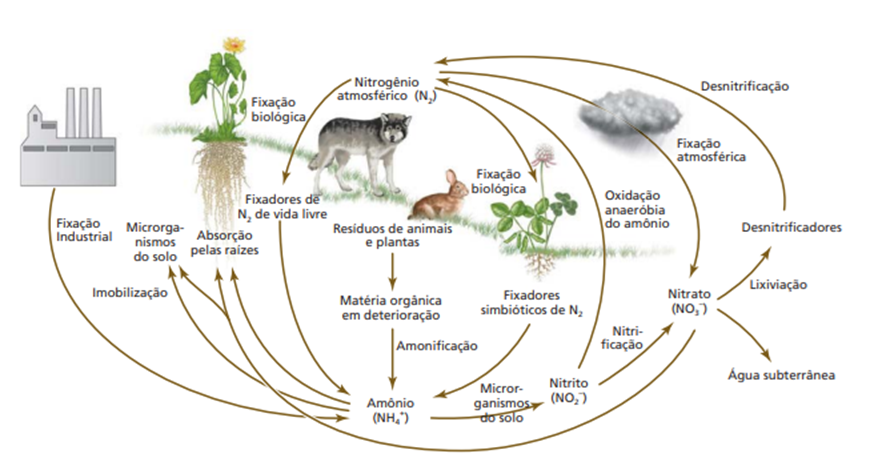 Nitrogênio
atmosférico (N₂)
Desnitrificação
Fixação
biológica
Fixação
atmosférica
Fixação
biológica
Fixadores de
N₂ de vida livre
Oxidação
anaeróbia
do amônio
Fixação
Industrial
Microrga-
nismos
do solo
Absorção
pelas raízes
Resíduos de animais
e plantas
Desnitrificadores
Imobilização
Matéria orgânica
em deterioração
Fixadores
simbióticos de N₂
Nitrato
(NO₃⁻)
Lixiviação
Amonificação
Nitri-
ficação
Água subterrânea
Amônio
(NH₄⁺)
Micror-
ganismos
do solo
Nitrito
(NO₂⁻)